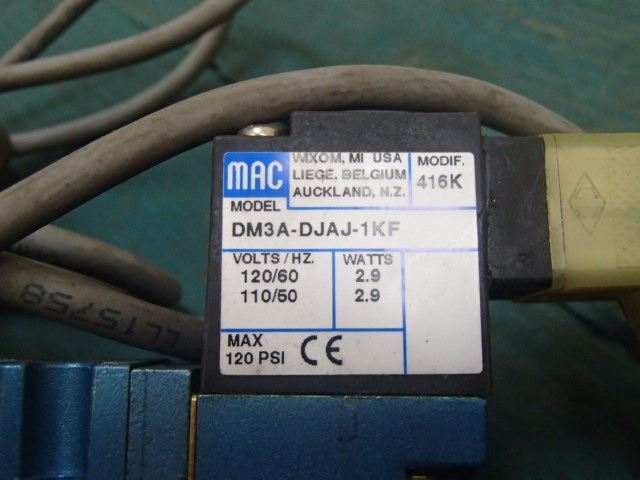 MAC
WIXOM, MI USA
LIEGE, BELGIUM
AUCKLAND, N.Z.
MODIF.
416K
MODEL
DM3A-DJAJ-1KF
VOLTS/HZ. WATTS
120/60 2.9
110/50 2.9
MAX
120 PSI CE
LL15758